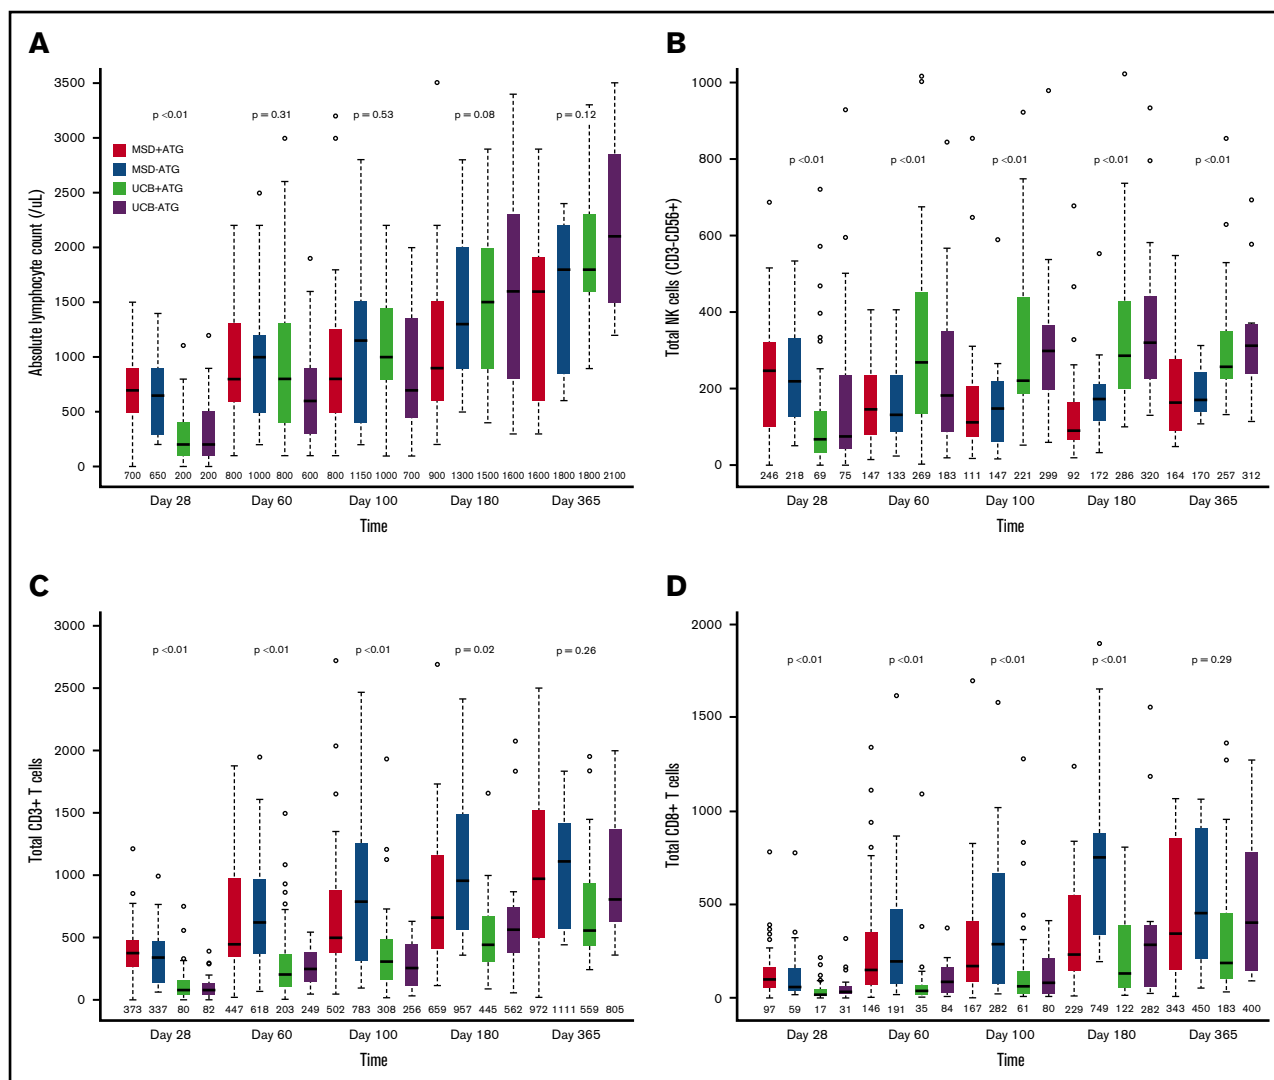 A
3500
3000
2500
2000
1500
1000
500
0
Absolute lymphocyte count (/uL)
p <0.01
p = 0.31
p = 0.53
p = 0.08
p = 0.12
MSD+ATG
MSD-ATG
UCB+ATG
UCB-ATG
700 650 200 200 800 1000 800 600 800 1150 1000 700 900 1300 1500 1600 1600 1800 1800 2100
Day 28 Day 60 Day 100 Day 180 Day 365
Time
B
1000
800
600
400
200
0
Total NK cells (CD3-CD56+)
p <0.01
p <0.01
p <0.01
p <0.01
p <0.01
246 218 69 75 147 133 269 183 111 147 221 299 92 172 286 320 164 170 257 312
Day 28 Day 60 Day 100 Day 180 Day 365
Time
C
3000
2500
2000
1500
1000
500
0
Total CD3+ T cells
p <0.01
p <0.01
p <0.01
p = 0.02
p = 0.26
373 337 80 82 447 618 203 249 502 783 308 256 659 957 445 562 972 1111 559 805
Day 28 Day 60 Day 100 Day 180 Day 365
Time
D
2000
1500
1000
500
0
Total CD8+ T cells
p <0.01
p <0.01
p <0.01
p <0.01
p = 0.29
97 59 17 31 146 191 35 84 167 282 61 80 229 749 122 282 343 450 183 400
Day 28 Day 60 Day 100 Day 180 Day 365
Time